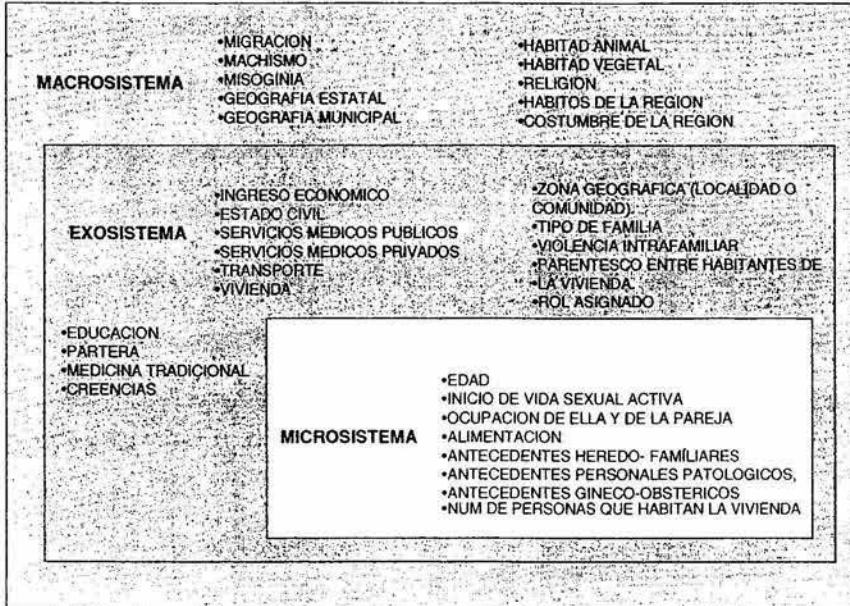 MACROSISTEMA
•MIGRACION
•MACHISMO
•MISOGINIA
•GEOGRAFIA ESTATAL
•GEOGRAFIA MUNICIPAL
•HABITAD ANIMAL
•HABITAD VEGETAL
•RELIGION
•HABITOS DE LA REGION
•COSTUMBRE DE LA REGION
EXOSISTEMA
•INGRESO ECONOMICO
•ESTADO CIVIL
•SERVICIOS MEDICOS PUBLICOS
•SERVICIOS MEDICOS PRIVADOS
•TRANSPORTE
•VIVIENDA
•ZONA GEOGRAFICA (LOCALIDAD O
COMUNIDAD).
•TIPO DE FAMILIA
•VIOLENCIA INTRAFAMILIAR
•PARENTESCO ENTRE HABITANTES DE
LA VIVIENDA.
•ROL ASIGNADO
•EDUCACION
•PARTERA
•MEDICINA TRADICIONAL
•CREENCIAS
MICROSISTEMA
•EDAD
•INICIO DE VIDA SEXUAL ACTIVA
•OCUPACION DE ELLA Y DE LA PAREJA
•ALIMENTACION
•ANTECEDENTES HEREDO- FAMILIARES
•ANTECEDENTES PERSONALES PATOLOGICOS,
•ANTECEDENTES GINECO-OBSTERICOS
•NUM DE PERSONAS QUE HABITAN LA VIVIENDA